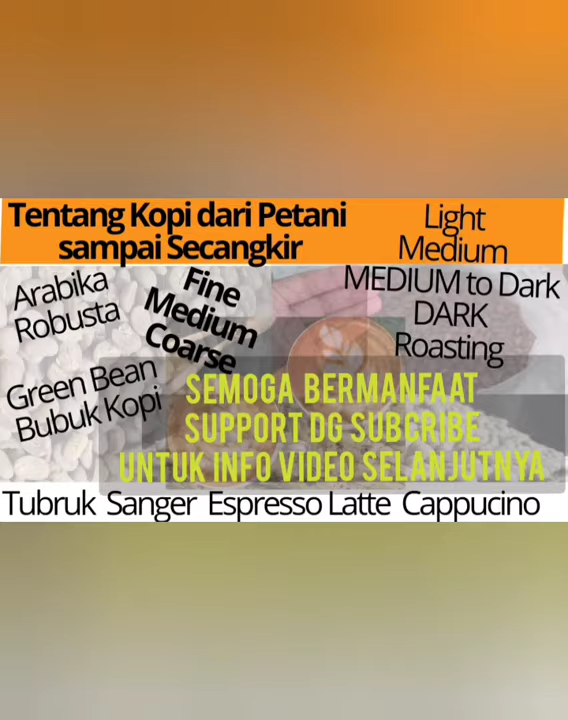 Tentang Kopi dari Petani
sampai Secangkir
Light
Medium
MEDIUM to Dark
DARK
Roasting
Arabika
Robusta
Fine
Medium
Coarse
Green Bean
Bubuk Kopi
SEMOGA BERMANFAAT
SUPPORT DG SUBCRIBE
UNTUK INFO VIDEO SELANJUTNYA
Tubruk Sanger Espresso Latte Cappucino